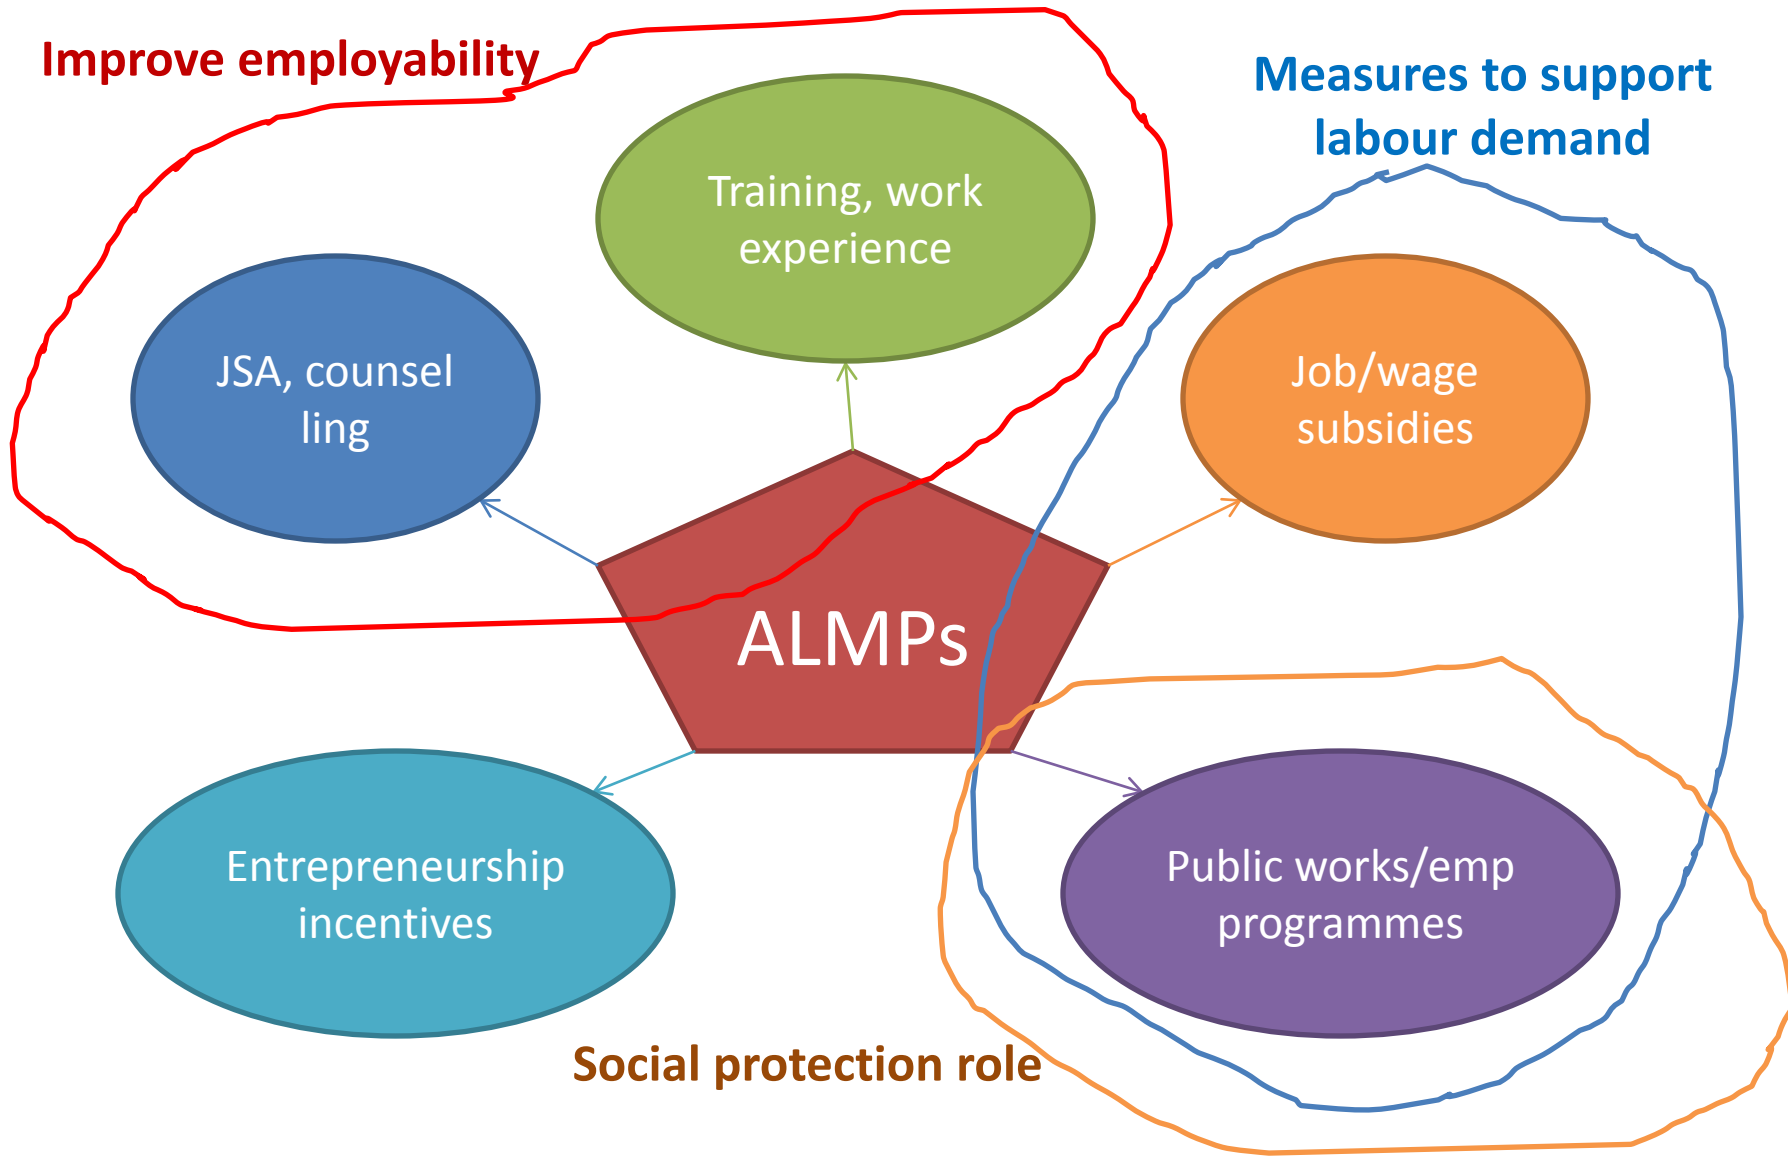 Improve employability
Measures to support
labour demand
Training, work
experience
JSA, counsel
ling
Job/wage
subsidies
ALMPs
Entrepreneurship
incentives
Public works/emp
programmes
Social protection role